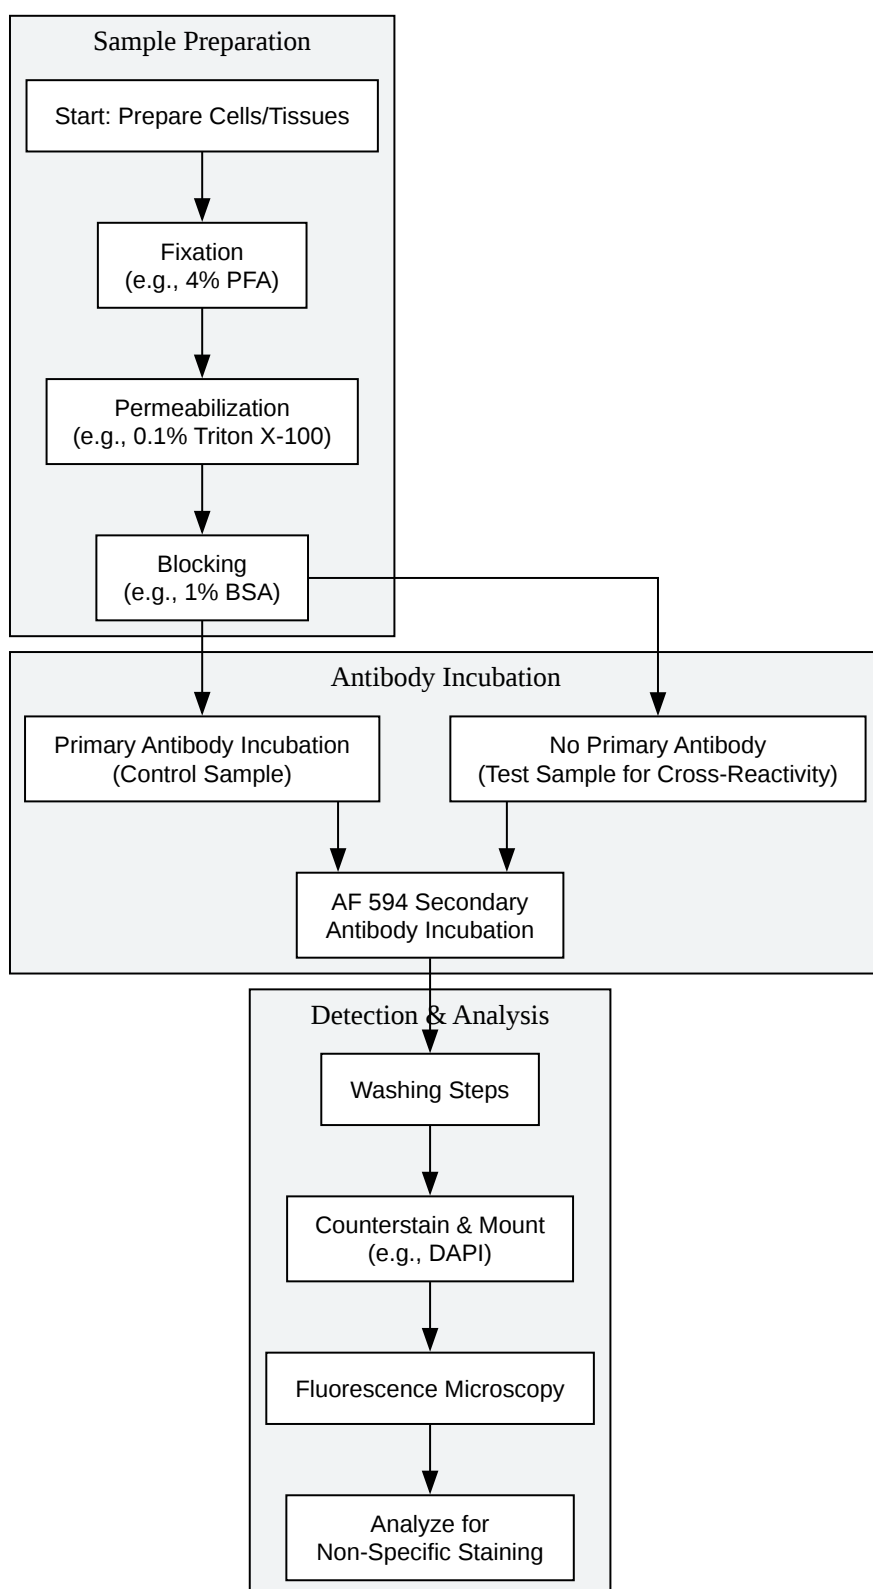 Sample Preparation
Start: Prepare Cells/Tissues
Fixation
(e.g., 4% PFA)
Permeabilization
(e.g., 0.1% Triton X-100)
Blocking
(e.g., 1% BSA)
Antibody Incubation
Primary Antibody Incubation
(Control Sample)
No Primary Antibody
(Test Sample for Cross-Reactivity)
AF 594 Secondary
Antibody Incubation
Detection & Analysis
Washing Steps
Counterstain & Mount
(e.g., DAPI)
Fluorescence Microscopy
Analyze for
Non-Specific Staining